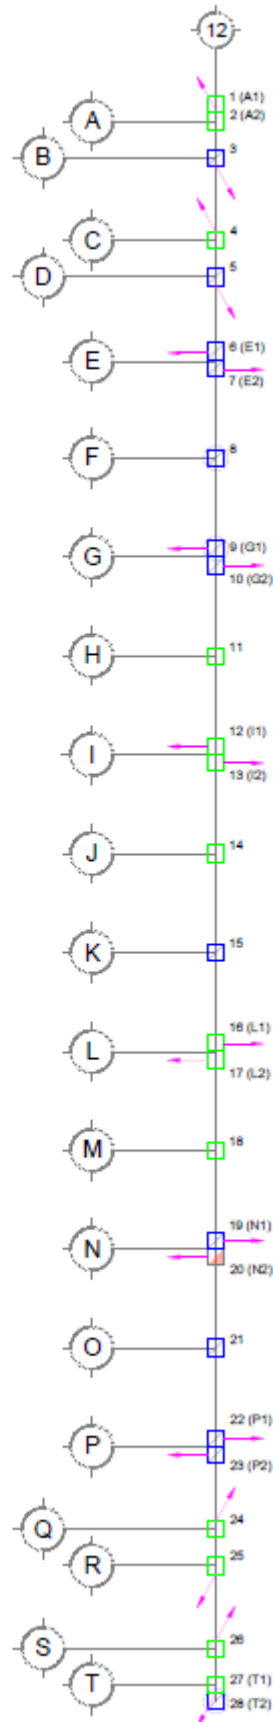 12
1 (A1)
A
2 (A2)
B
3
C
4
D
5
6 (E1)
E
7 (E2)
F
8
9 (G1)
G
10 (G2)
H
11
12 (I1)
I
13 (I2)
J
14
K
15
16 (L1)
L
17 (L2)
M
18
19 (N1)
N
20 (N2)
O
21
22 (P1)
P
23 (P2)
Q
24
R
25
S
26
27 (T1)
T
28 (T2)